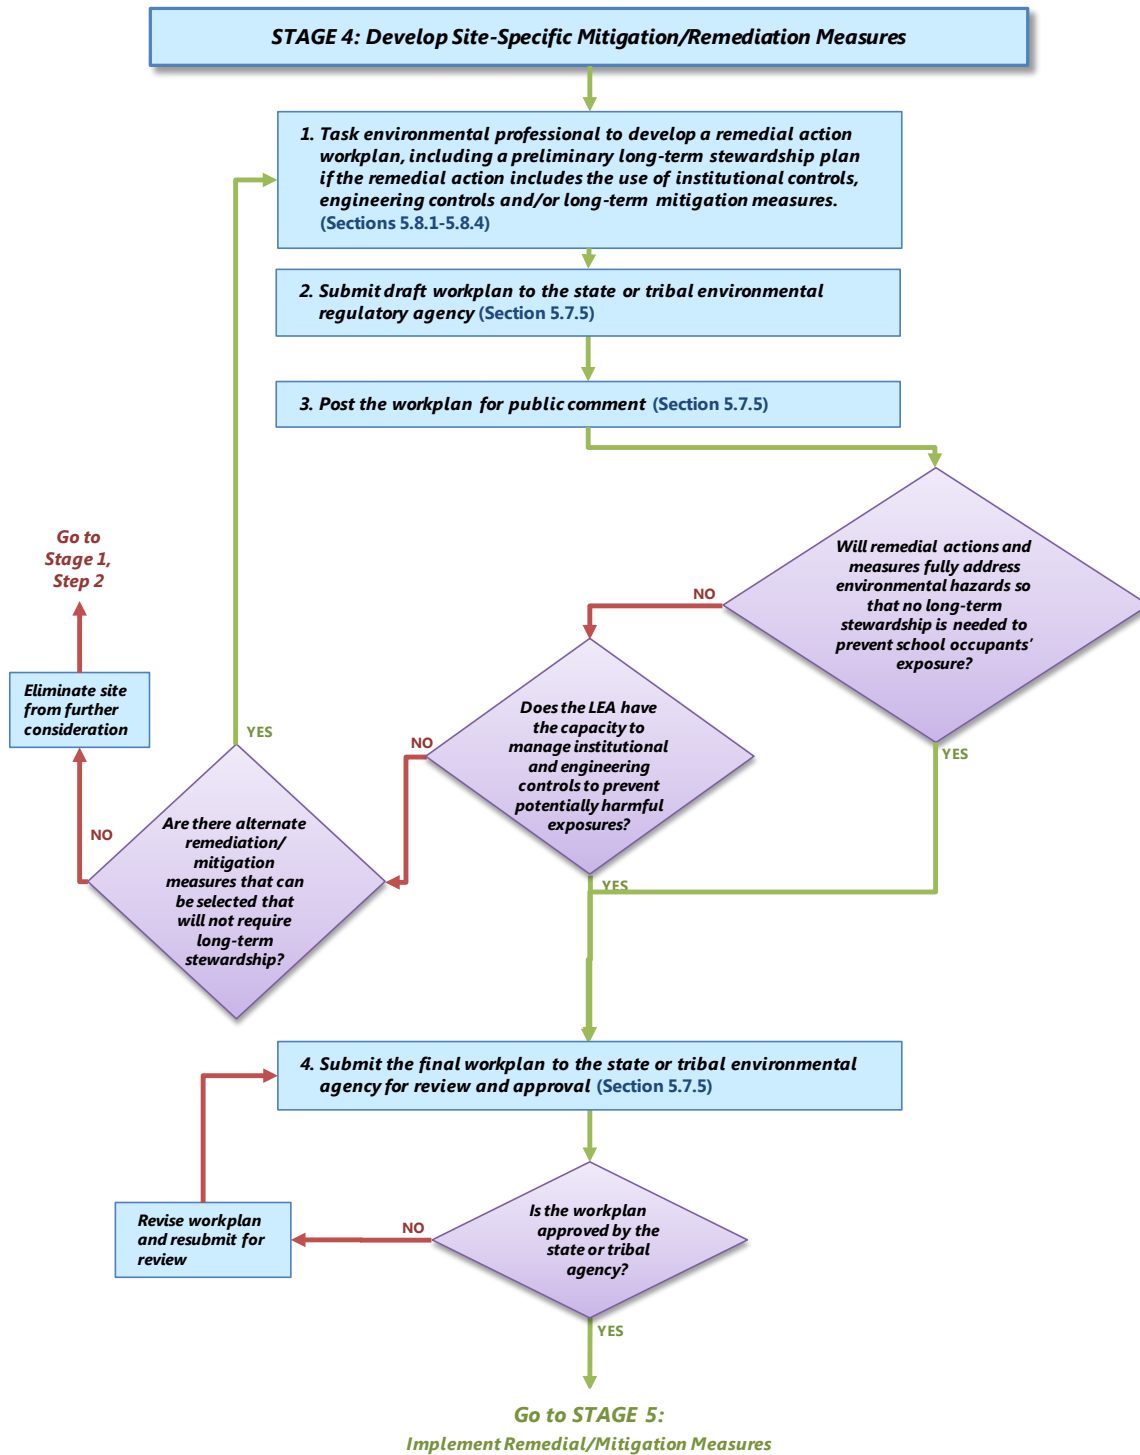 STAGE 4: Develop Site-Specific Mitigation/Remediation Measures
1. Task environmental professional to develop a remedial action
workplan, including a preliminary long-term stewardship plan
if the remedial action includes the use of institutional controls,
engineering controls and/or long-term mitigation measures.
(Sections 5.8.1-5.8.4)
2. Submit draft workplan to the state or tribal environmental
regulatory agency (Section 5.7.5)
3. Post the workplan for public comment (Section 5.7.5)
Will remedial actions and
measures fully address
environmental hazards so
that no long-term
stewardship is needed to
prevent school occupants'
exposure?
NO
YES
Does the LEA have
the capacity to
manage institutional
and engineering
controls to prevent
potentially harmful
exposures?
NO
YES
Are there alternate
remediation/
mitigation
measures that can
be selected that
will not require
long-term
stewardship?
YES
NO
Eliminate site
from further
consideration
Go to
Stage 1,
Step 2
4. Submit the final workplan to the state or tribal environmental
agency for review and approval (Section 5.7.5)
Is the workplan
approved by the
state or tribal
agency?
NO
Revise workplan
and resubmit for
review
YES
Go to STAGE 5:
Implement Remedial/Mitigation Measures